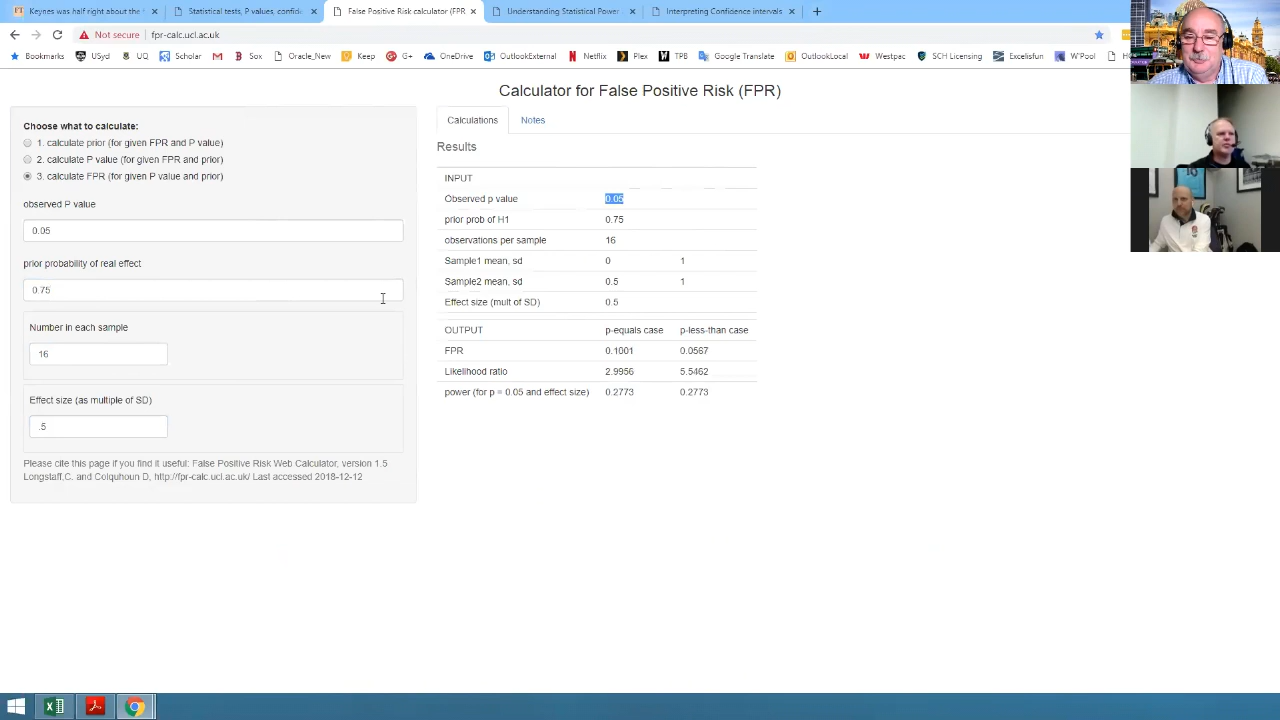 Keynes was half right about the
Statistical tests, P values, confid
False Positive Risk calculator (FPR
Understanding Statistical Power
Interpreting Confidence intervals
Not secure | fpr-calc.ucl.ac.uk
Bookmarks USyd UQ Scholar Sox Oracle_New Keep G+ CloudExternal OutlookExternal Netflix Plex TPB Google Translate OutlookLocal Westpac SCH Licensing Excelisfun W'Pool
Calculator for False Positive Risk (FPR)
Choose what to calculate:
1. calculate prior (for given FPR and P value)
2. calculate P value (for given FPR and prior)
3. calculate FPR (for given P value and prior)
observed P value
0.05
prior probability of real effect
0.75
Number in each sample
16
Effect size (as multiple of SD)
.5
Please cite this page if you find it useful: False Positive Risk Web Calculator, version 1.5
Longstaff,C. and Colquhoun D, http://fpr-calc.ucl.ac.uk/ Last accessed 2018-12-12
Calculations Notes
Results
INPUT
Observed p value 0.05
prior prob of H1 0.75
observations per sample 16
Sample1 mean, sd 0 1
Sample2 mean, sd 0.5 1
Effect size (mult of SD) 0.5
OUTPUT p-equals case p-less-than case
FPR 0.1001 0.0567
Likelihood ratio 2.9956 5.5462
power (for p = 0.05 and effect size) 0.2773 0.2773